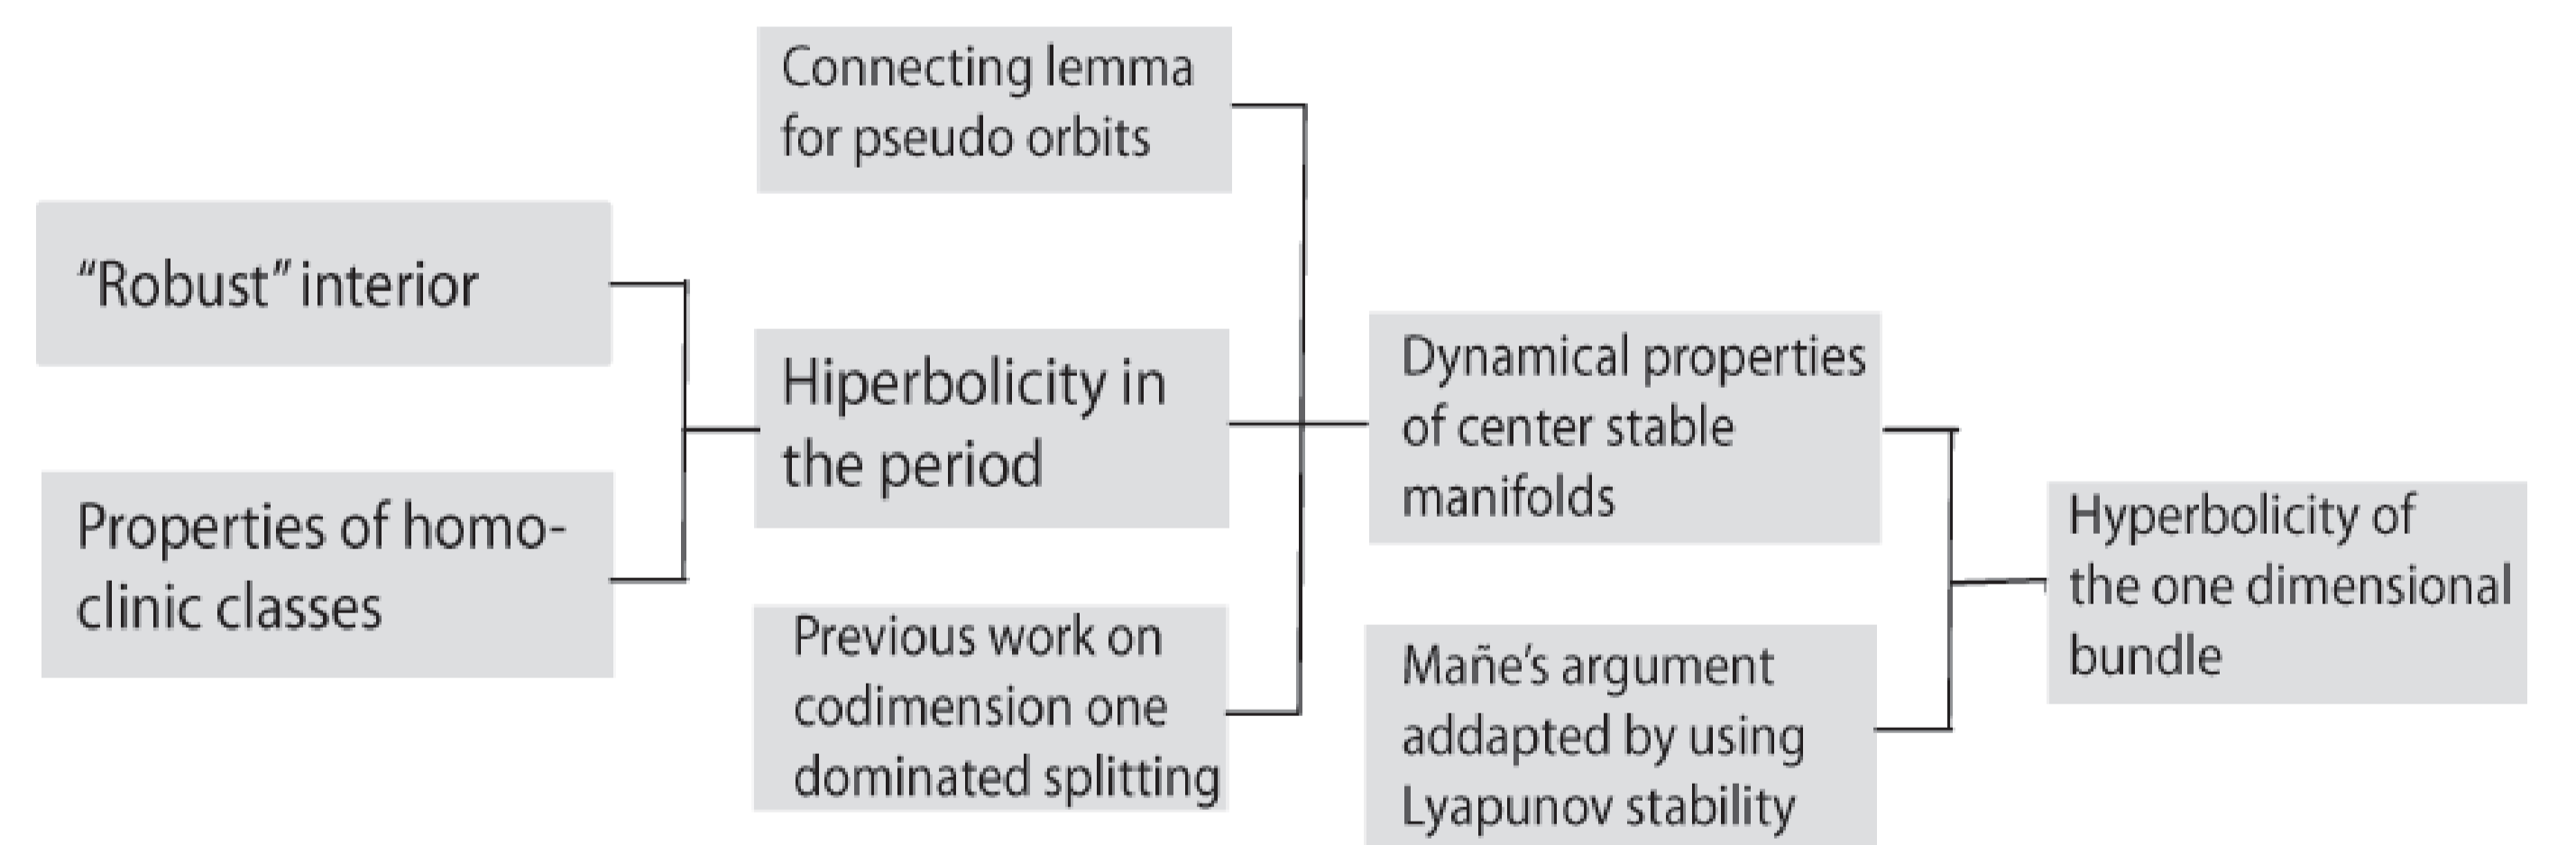 Connecting lemma
for pseudo orbits
“Robust” interior
Properties of homo-
clinic classes
Hiperbolicity in
the period
Previous work on
codimension one
dominated splitting
Dynamical properties
of center stable
manifolds
Mañe’s argument
addapted by using
Lyapunov stability
Hyperbolicity of
the one dimensional
bundle